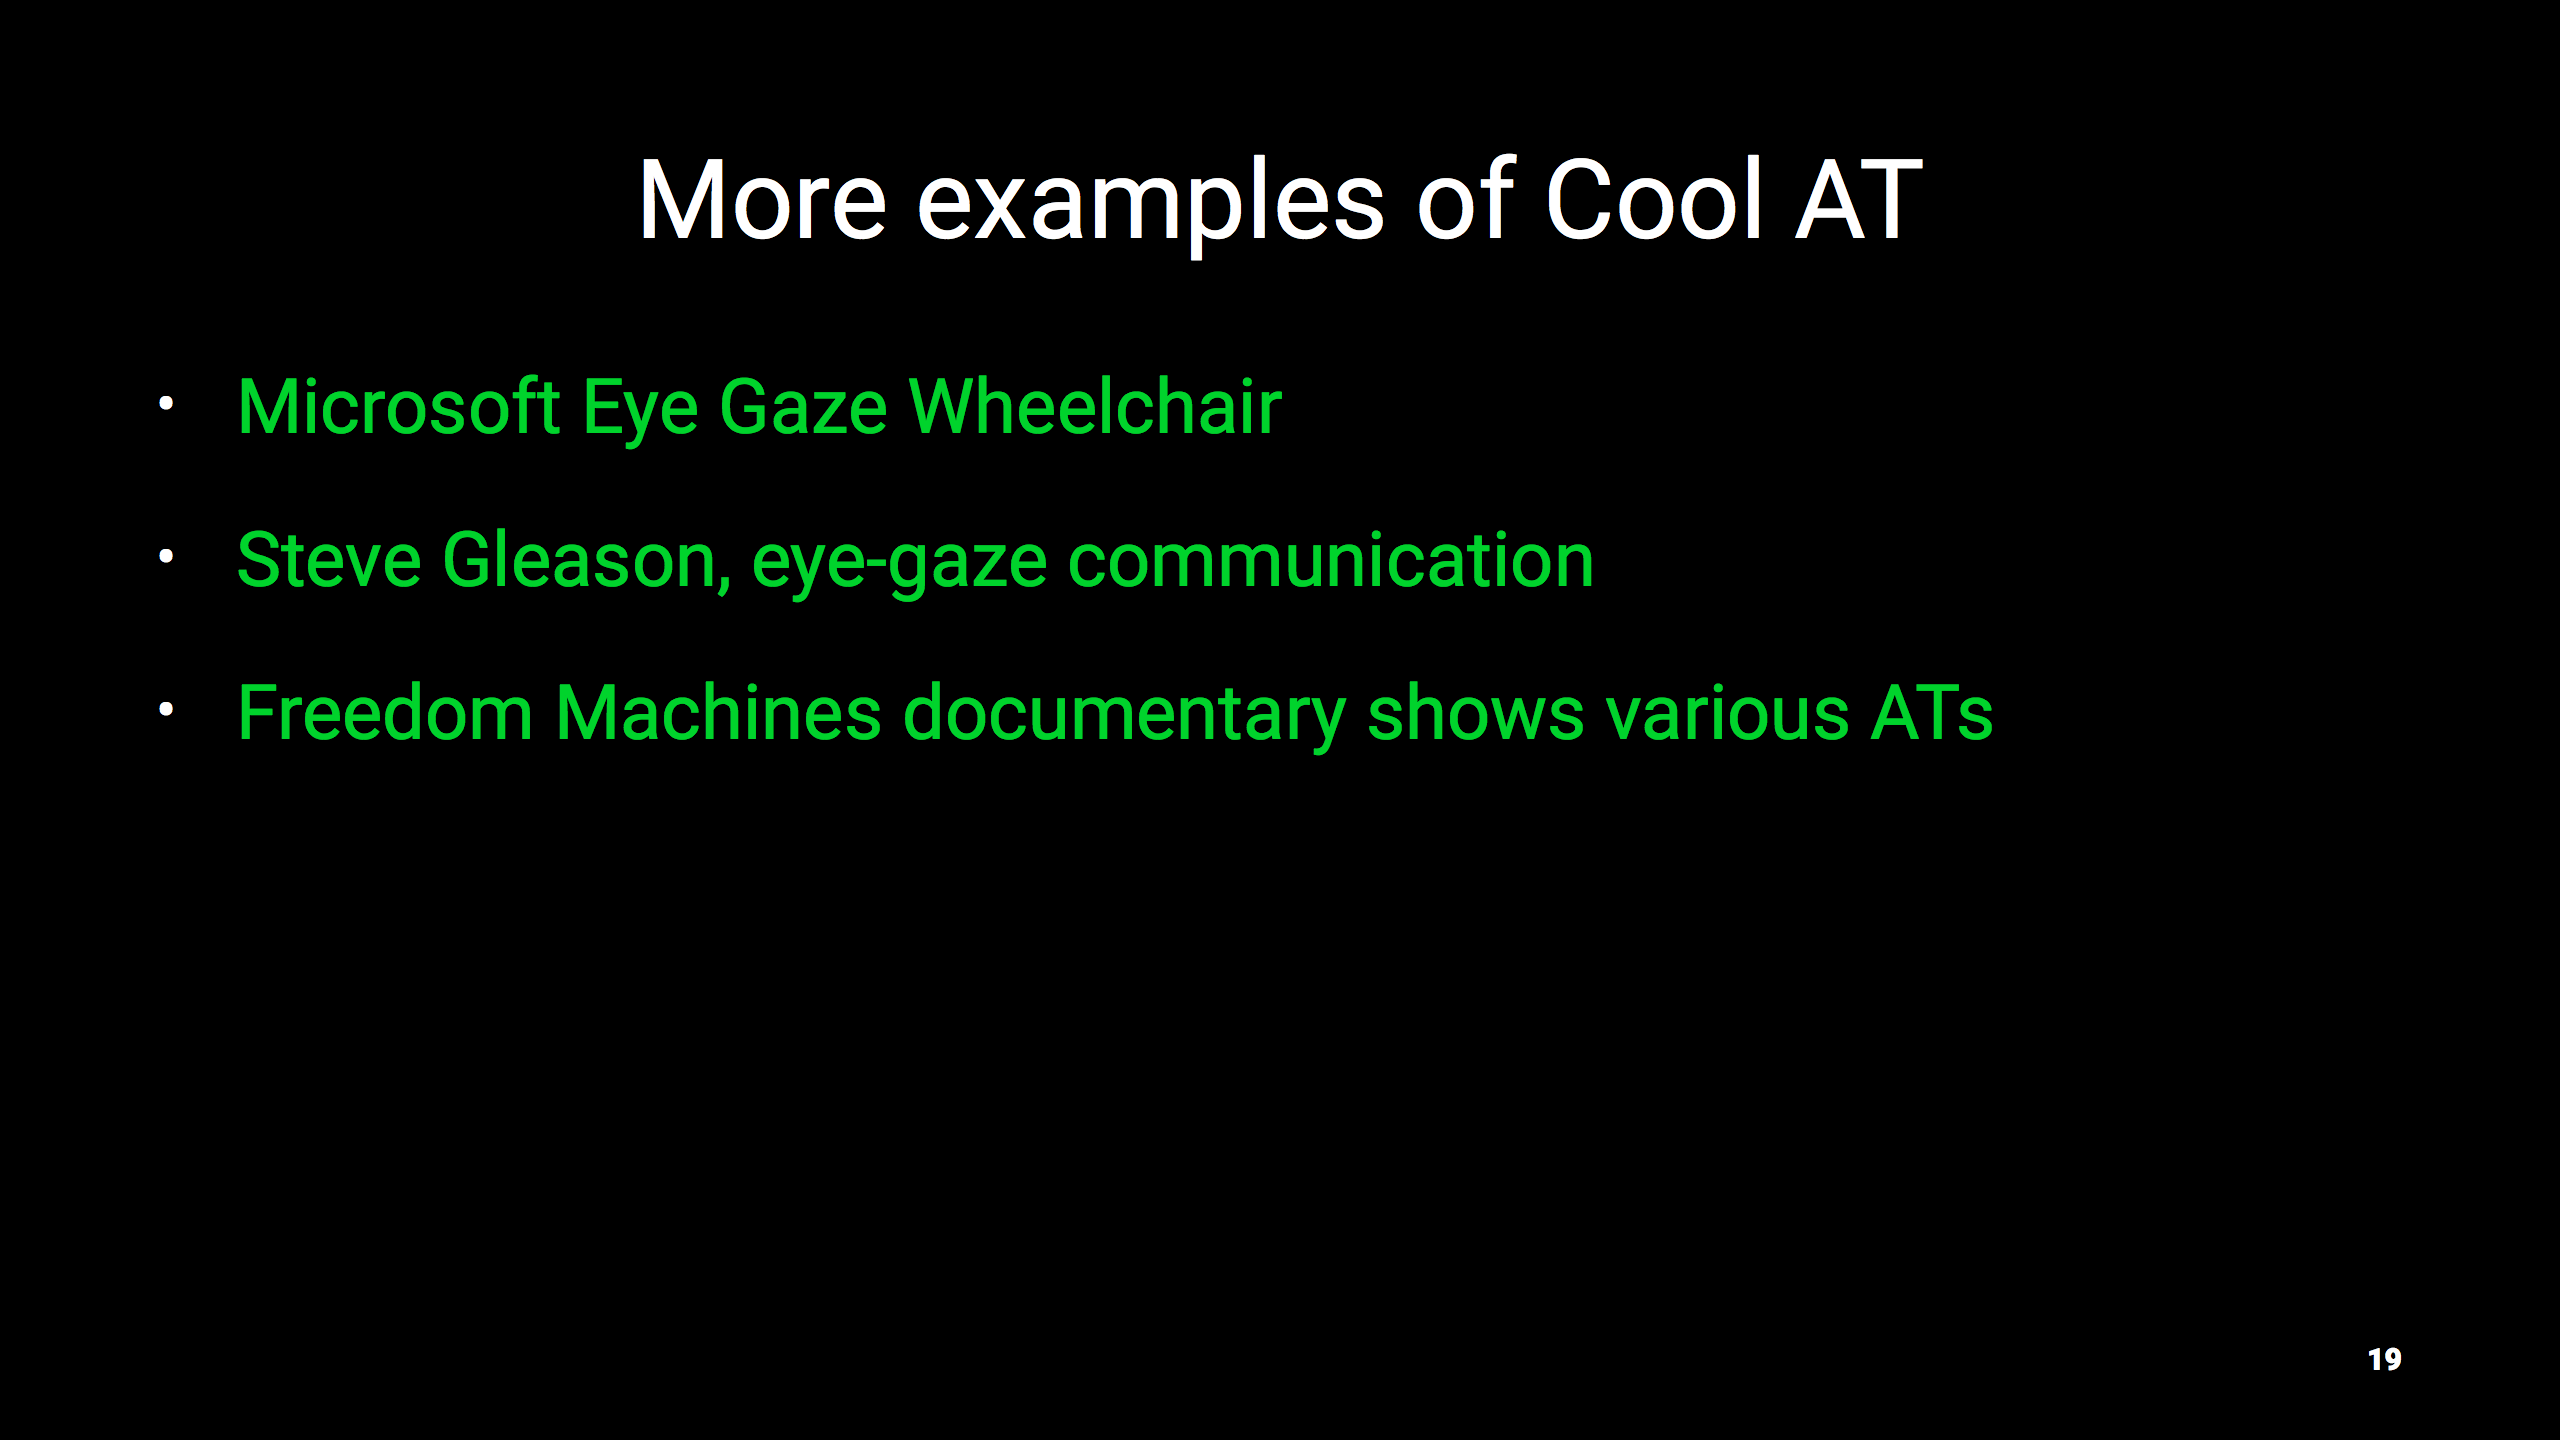 More examples of Cool AT
• Microsoft Eye Gaze Wheelchair
• Steve Gleason, eye-gaze communication
• Freedom Machines documentary shows various ATs
19